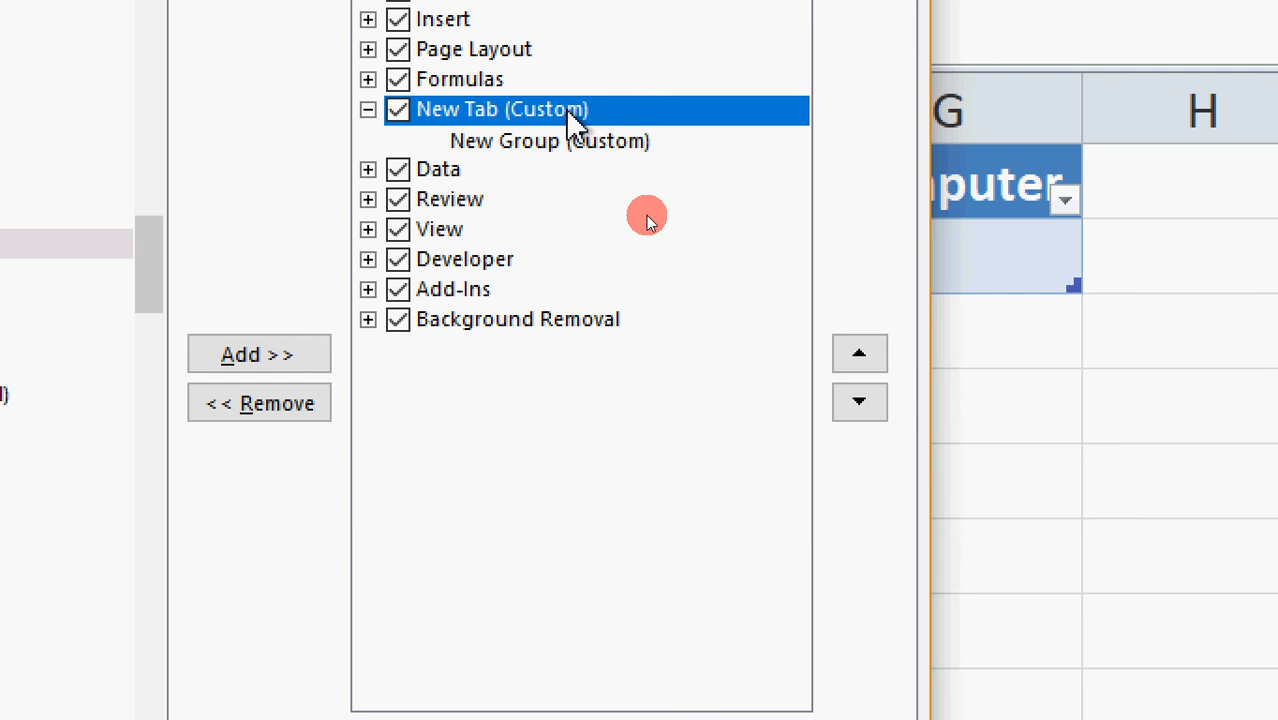 Insert
Page Layout
Formulas
New Tab (Custom)
New Group (Custom)
Data
Review
View
Developer
Add-Ins
Background Removal
Add >>
<< Remove
G
H